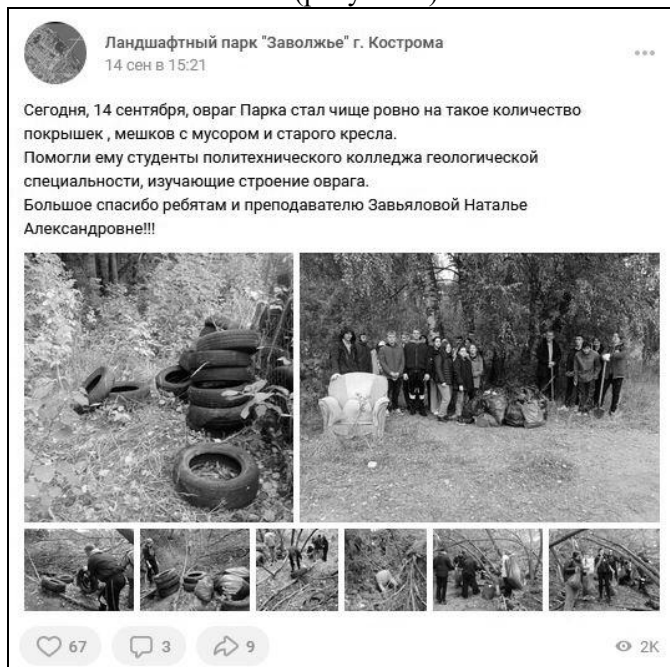 Ландшафтный парк "Заволжье" г. Кострома
14 сен в 15:21
Сегодня, 14 сентября, овраг Парка стал чище ровно на такое количество
покрышек , мешков с мусором и старого кресла.
Помогли ему студенты политехнического колледжа геологической
специальности, изучающие строение оврага.
Большое спасибо ребятам и преподавателю Завьяловой Наталье
Александровне!!!
67 3 9 2K